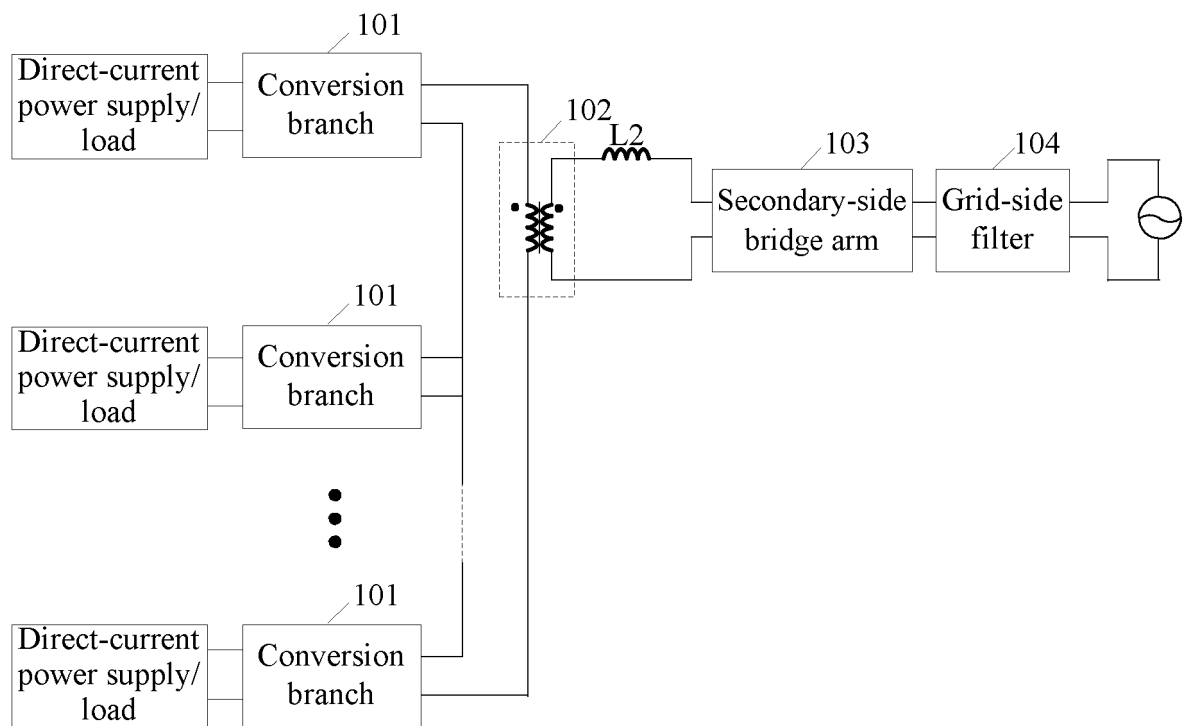 101
Direct-current
power supply/
load
Conversion
branch
102
L2
103
Secondary-side
bridge arm
104
Grid-side
filter
101
Direct-current
power supply/
load
Conversion
branch
101
Direct-current
power supply/
load
Conversion
branch